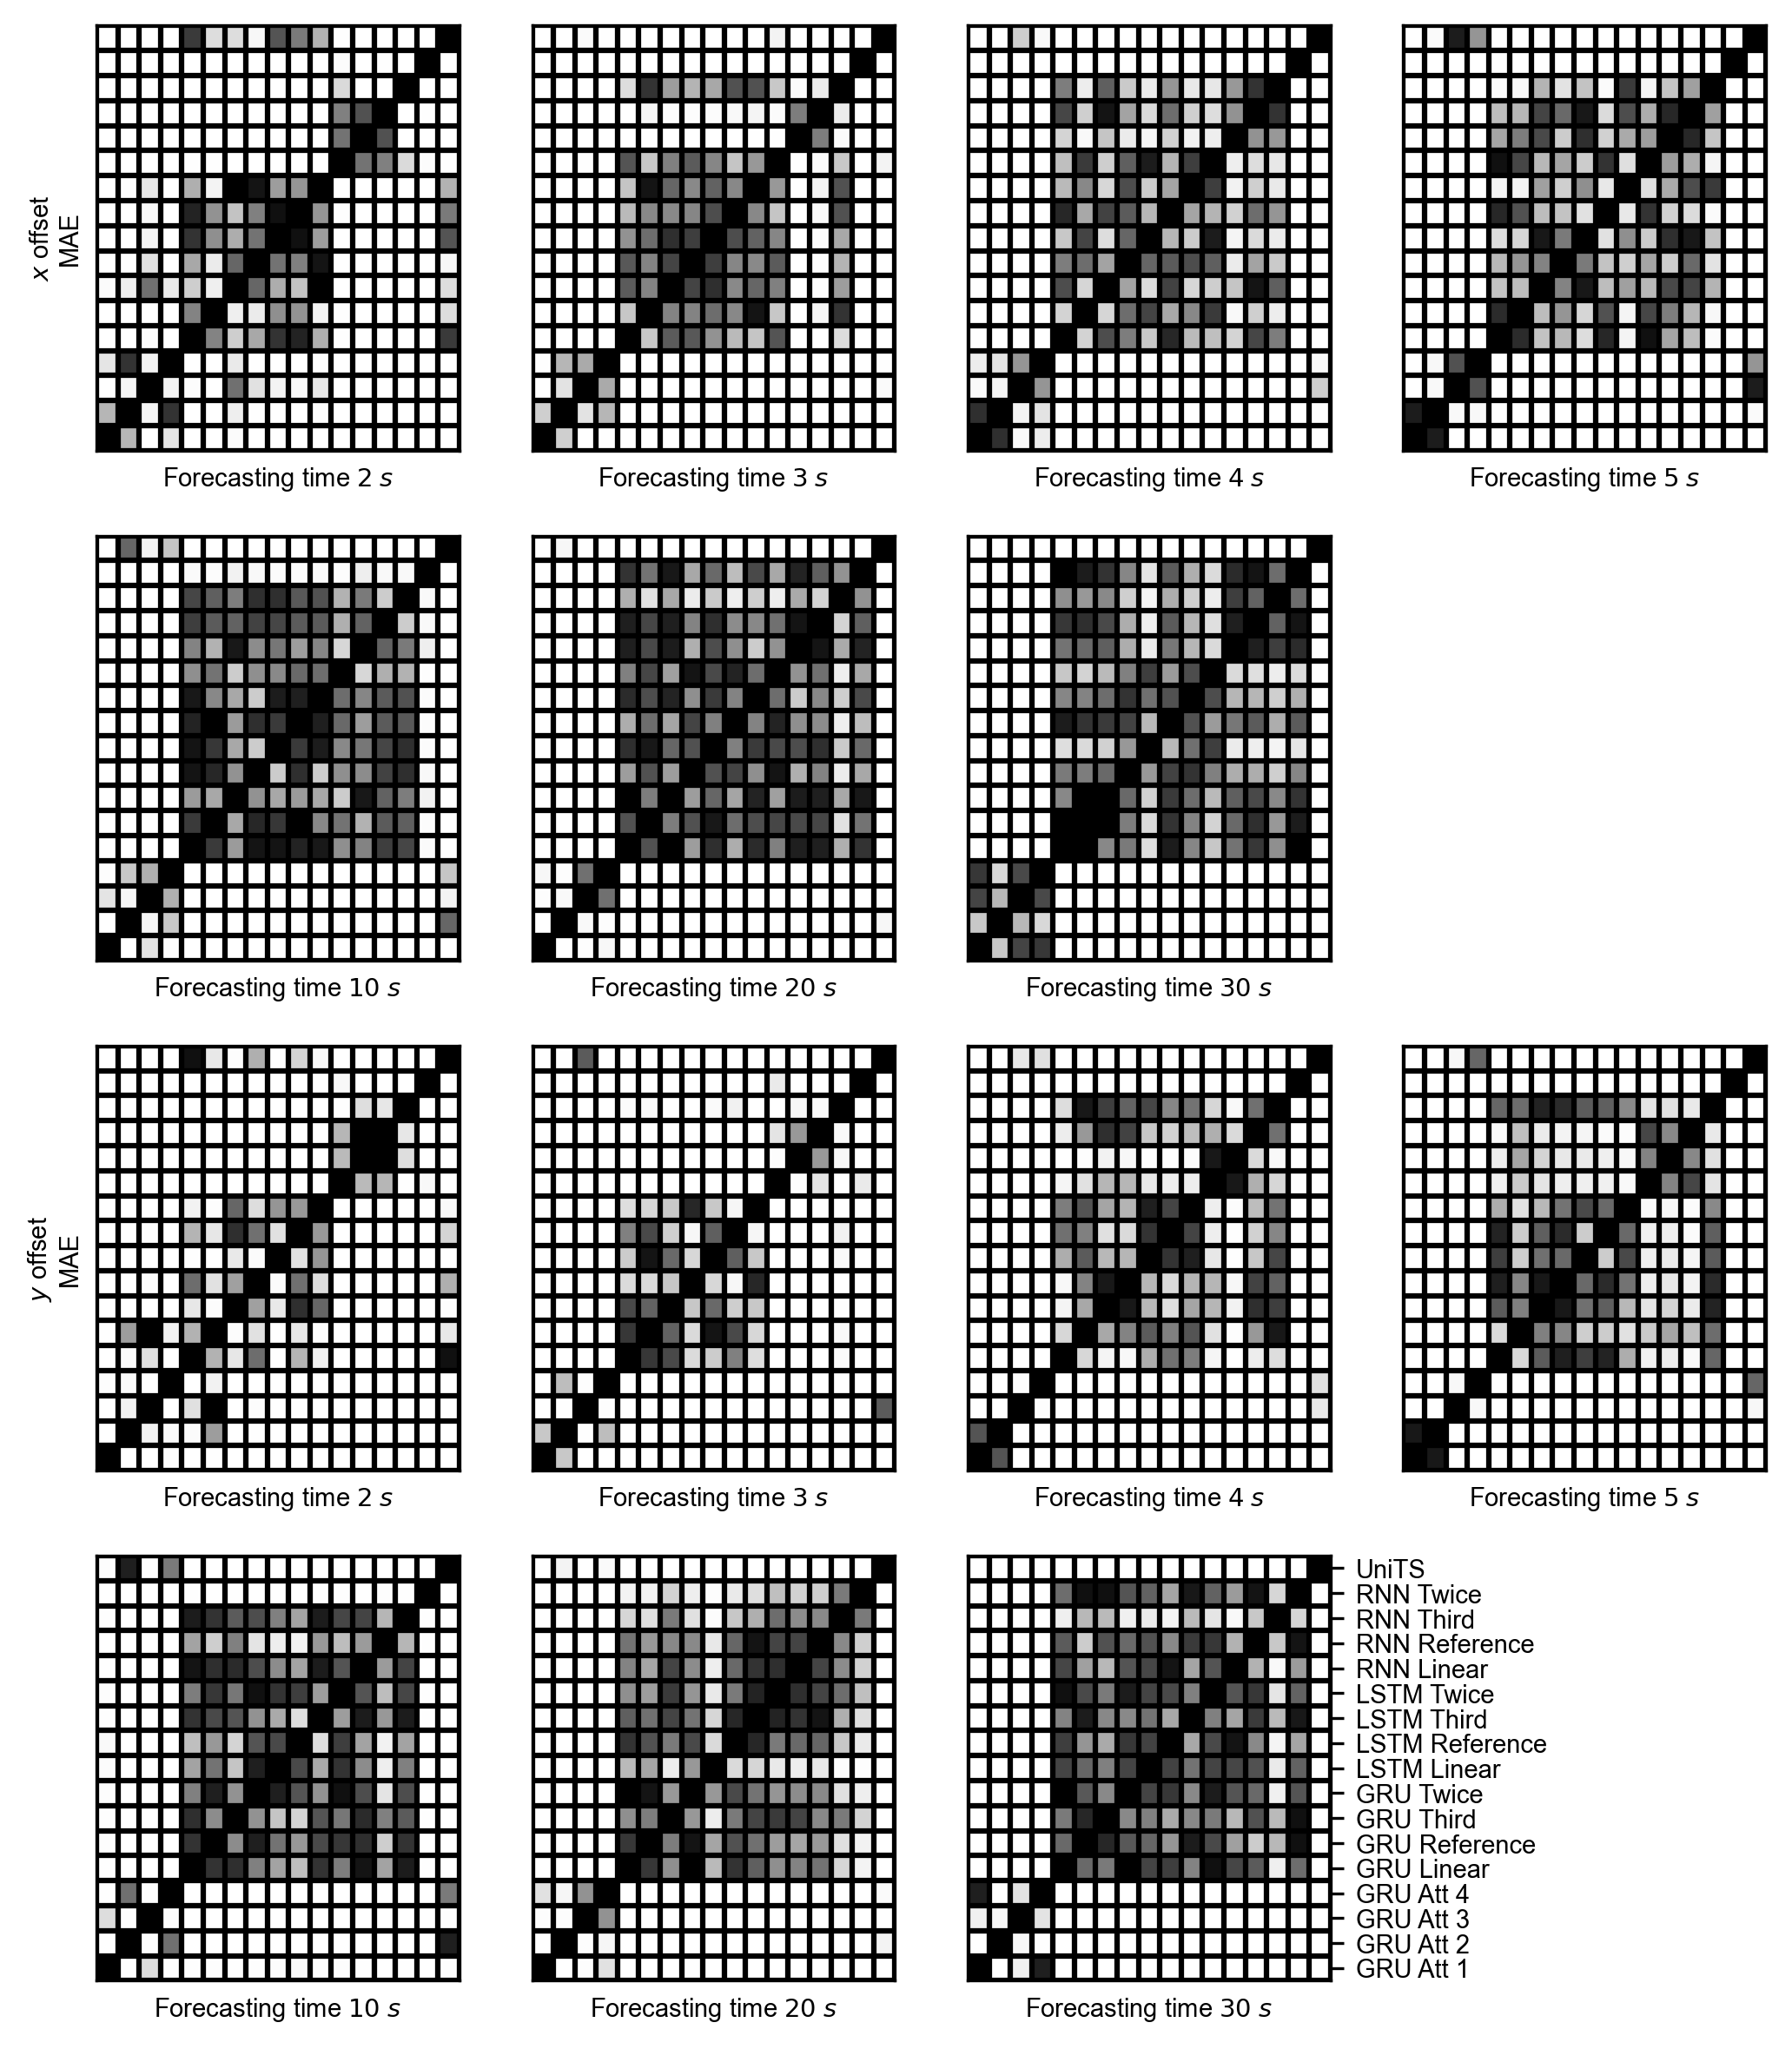 x offset
MAE
Forecasting time 2 s
Forecasting time 3 s
Forecasting time 4 s
Forecasting time 5 s
Forecasting time 10 s
Forecasting time 20 s
Forecasting time 30 s
y offset
MAE
Forecasting time 2 s
Forecasting time 3 s
Forecasting time 4 s
Forecasting time 5 s
UniTS
RNN Twice
RNN Third
RNN Reference
RNN Linear
LSTM Twice
LSTM Third
LSTM Reference
LSTM Linear
GRU Twice
GRU Third
GRU Reference
GRU Linear
GRU Att 4
GRU Att 3
GRU Att 2
GRU Att 1
Forecasting time 10 s
Forecasting time 20 s
Forecasting time 30 s